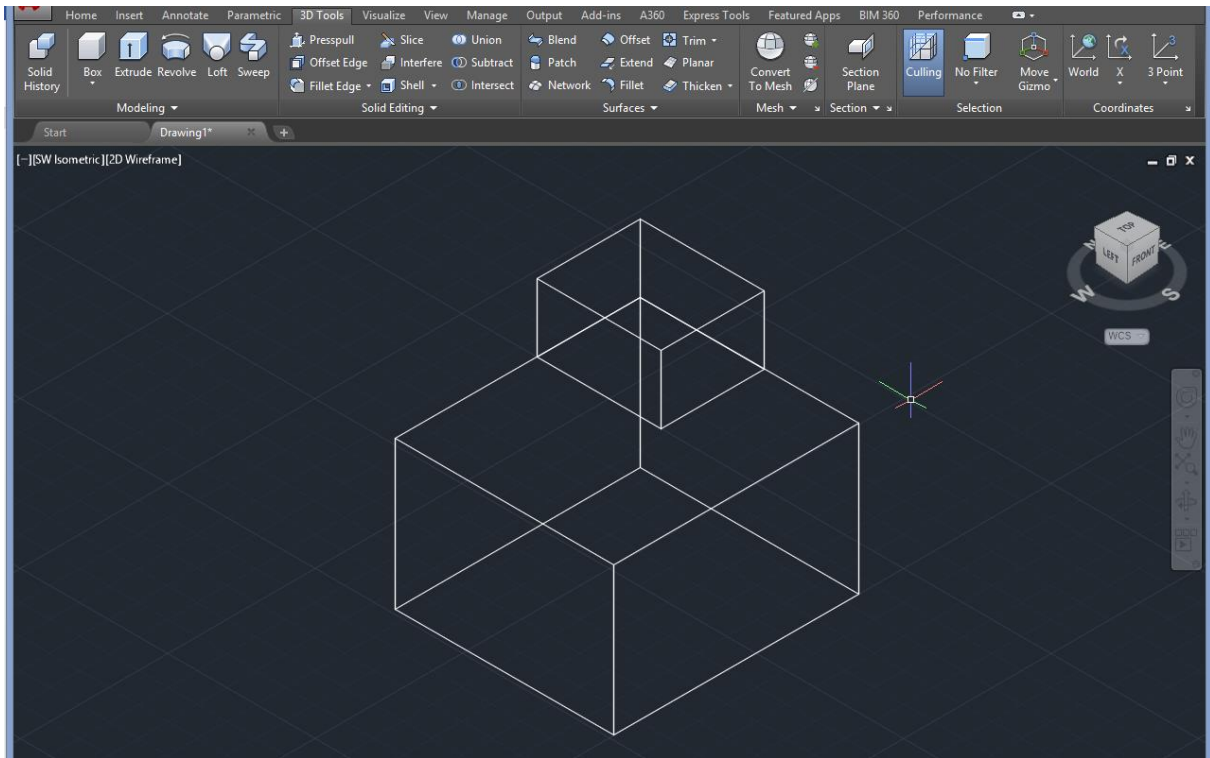 Home Insert Annotate Parametric 3D Tools Visualize View Manage Output Add-ins A360 Express Tools Featured Apps BIM 360 Performance
Presspull Slice Union Blend Offset Trim
Offset Edge Interfere Subtract Patch Extend Planar
Fillet Edge Shell Intersect Network Fillet Thicken
Solid History Box Extrude Revolve Loft Sweep Convert To Mesh Section Plane Culling No Filter Move Gizmo World X 3 Point
Modeling Solid Editing Surfaces Mesh Section Selection Coordinates
Start Drawing1* x +
[−][SW Isometric][2D Wireframe]
TOP
N E
LEFT FRONT
W S
WCS